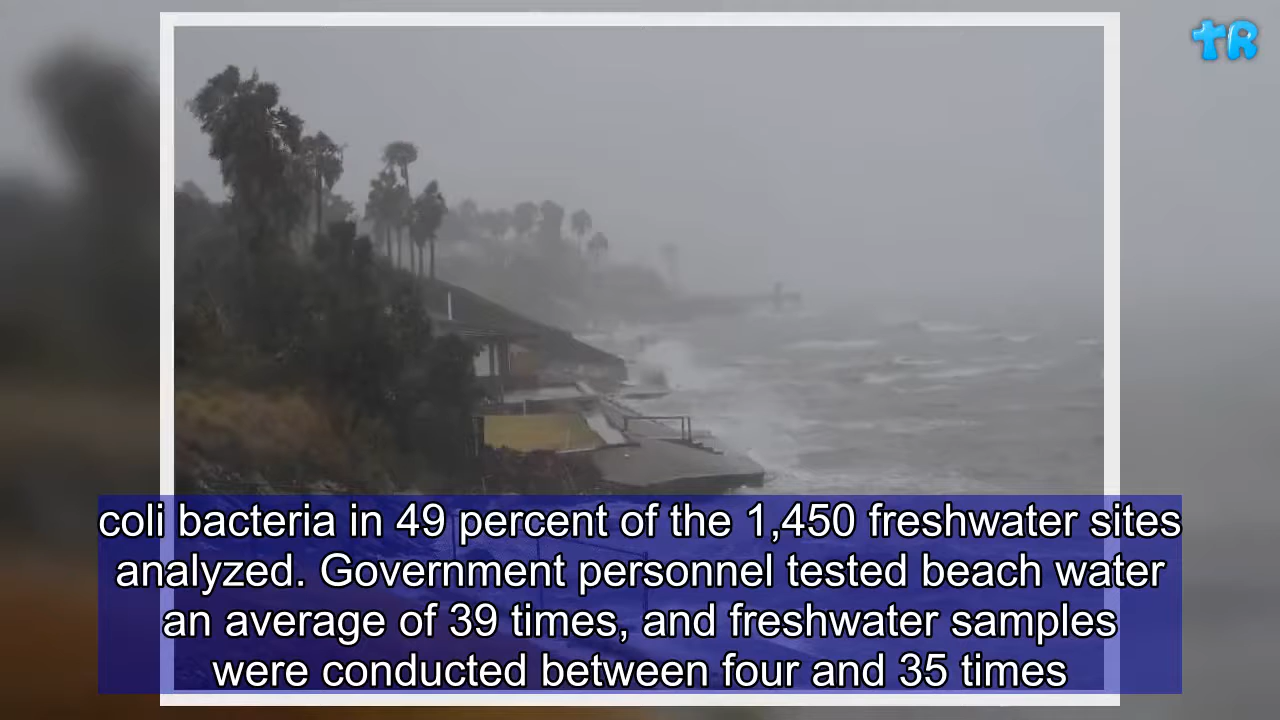 tR
coli bacteria in 49 percent of the 1,450 freshwater sites
analyzed. Government personnel tested beach water
an average of 39 times, and freshwater samples
were conducted between four and 35 times